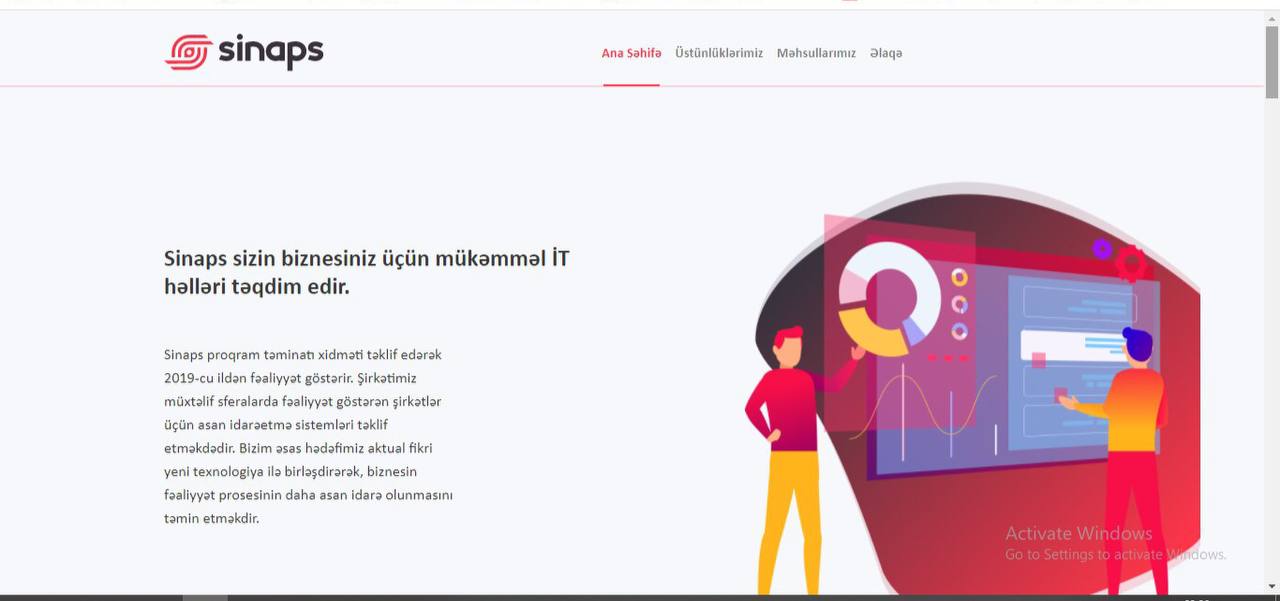 sinaps
Ana Səhifə Üstünlüklərimiz Məhsullarımız Əlaqə
Sinaps sizin biznesiniz üçün mükəmməl İT
həlləri təqdim edir.
Sinaps proqram təminatı xidməti təklif edərək
2019-cu ildən fəaliyyət göstərir. Şirkətimiz
müxtəlif sferalarda fəaliyyət göstərən şirkətlər
üçün asan idarəetmə sistemləri təklif
etməkdədir. Bizim əsas hədəfimiz aktual fikri
yeni texnologiya ilə birləşdirərək, biznesin
fəaliyyət prosesinin daha asan idarə olunmasını
təmin etməkdir.
Activate Windows
Go to Settings to activate Windows.